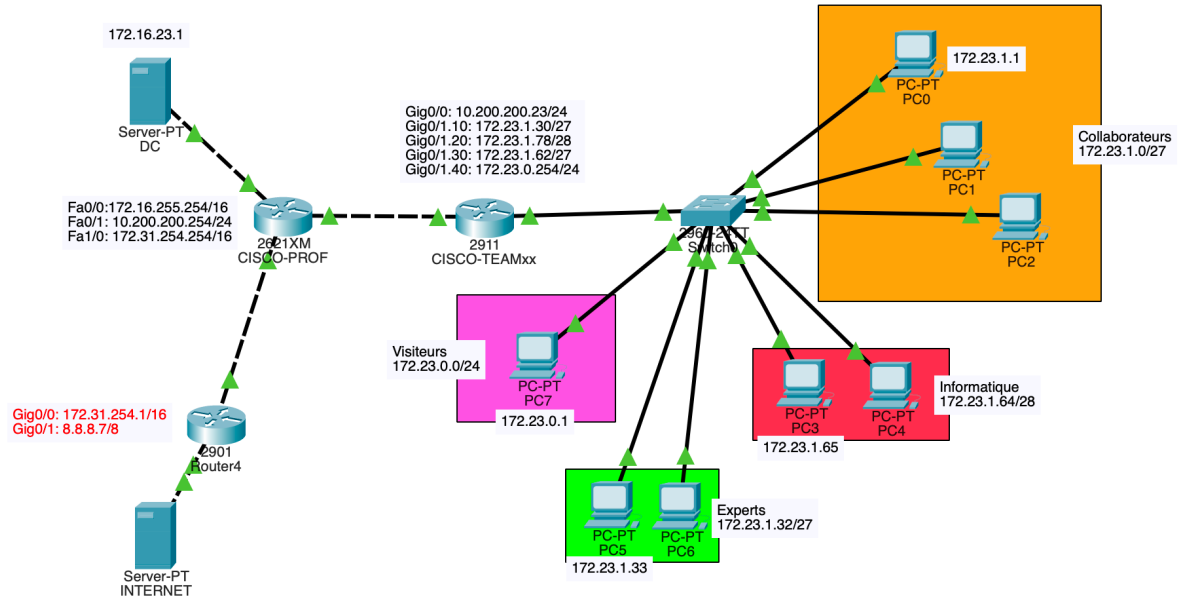 172.16.23.1
Server-PT
DC
Gig0/0: 10.200.200.23/24
Gig0/1.10: 172.23.1.30/27
Gig0/1.20: 172.23.1.78/28
Gig0/1.30: 172.23.1.62/27
Gig0/1.40: 172.23.0.254/24
Fa0/0:172.16.255.254/16
Fa0/1: 10.200.200.254/24
Fa1/0: 172.31.254.254/16
2621XM
CISCO-PROF
2911
CISCO-TEAMxx
2960-24TT
Switch0
172.23.1.1
PC-PT
PC0
PC-PT
PC1
PC-PT
PC2
Collaborateurs
172.23.1.0/27
Visiteurs
172.23.0.0/24
PC-PT
PC7
172.23.0.1
PC-PT
PC3
172.23.1.65
PC-PT
PC4
Informatique
172.23.1.64/28
Gig0/0: 172.31.254.1/16
Gig0/1: 8.8.8.7/8
2901
Router4
PC-PT
PC5
172.23.1.33
PC-PT
PC6
Experts
172.23.1.32/27
Server-PT
INTERNET